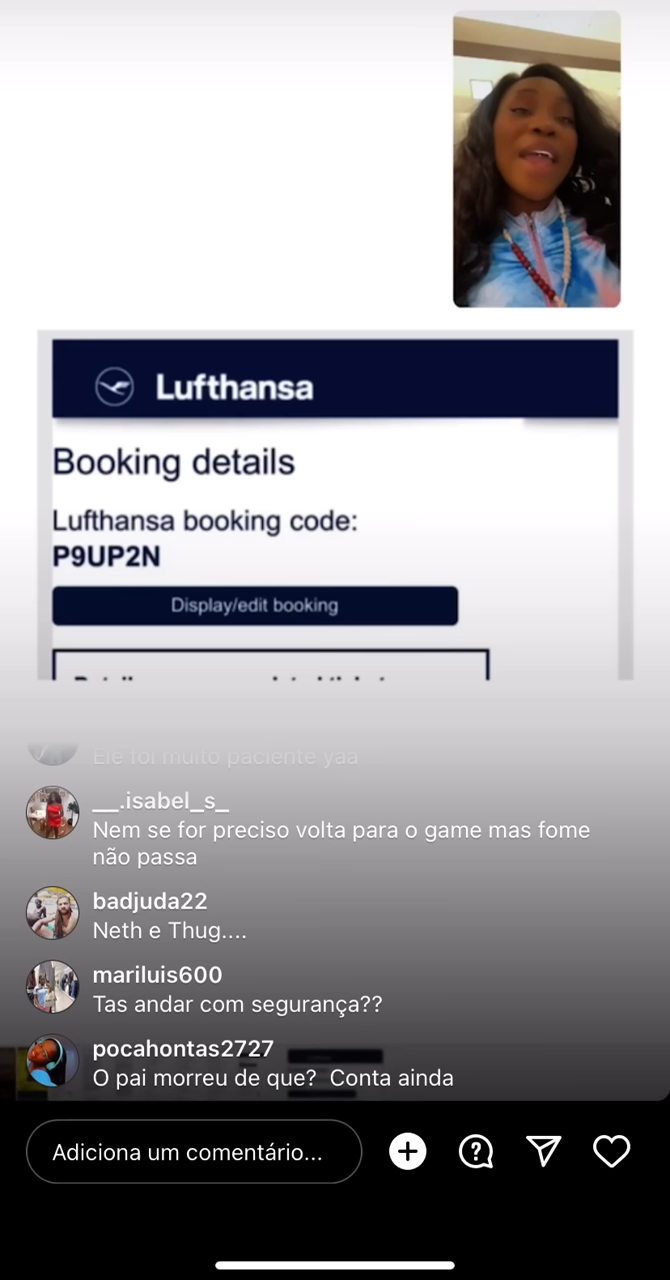 Lufthansa
Booking details
Lufthansa booking code:
P9UP2N
Display/edit booking
Ele foi muito paciente yaa
__.isabel_s_
Nem se for preciso volta para o game mas fome
não passa
badjuda22
Neth e Thug....
mariluis600
Tas andar com segurança??
pocahontas2727
O pai morreu de que?  Conta ainda
Adiciona um comentário...